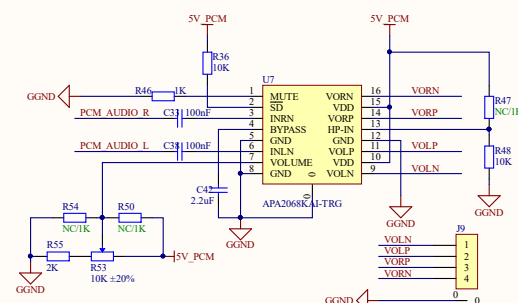 5V_PCM
5V_PCM
R36
10K
U7
R46 1K
GGND
1 MUTE VORN 16 VORN
2 SD VDD 15
PCM_AUDIO_R C33 100nF 3 INRN VORP 14 VORP
4 BYPASS HP-IN 13
5 GND GND 12
PCM_AUDIO_L C38 100nF 6 INLN VOLP 11 VOLP
7 VOLUME VDD 10
8 GND VOLN 9 VOLN
0
0
R47
NC/1K
R48
10K
C42
2.2uF
APA2068KAI-TRG
GGND
GGND
GGND
R54
NC/1K
R50
NC/1K
R55
2K
R53
10K ±20%
5V_PCM
GGND
J9
VOLN 1
VOLP 2
VORP 3
VORN 4
GGND
0 0